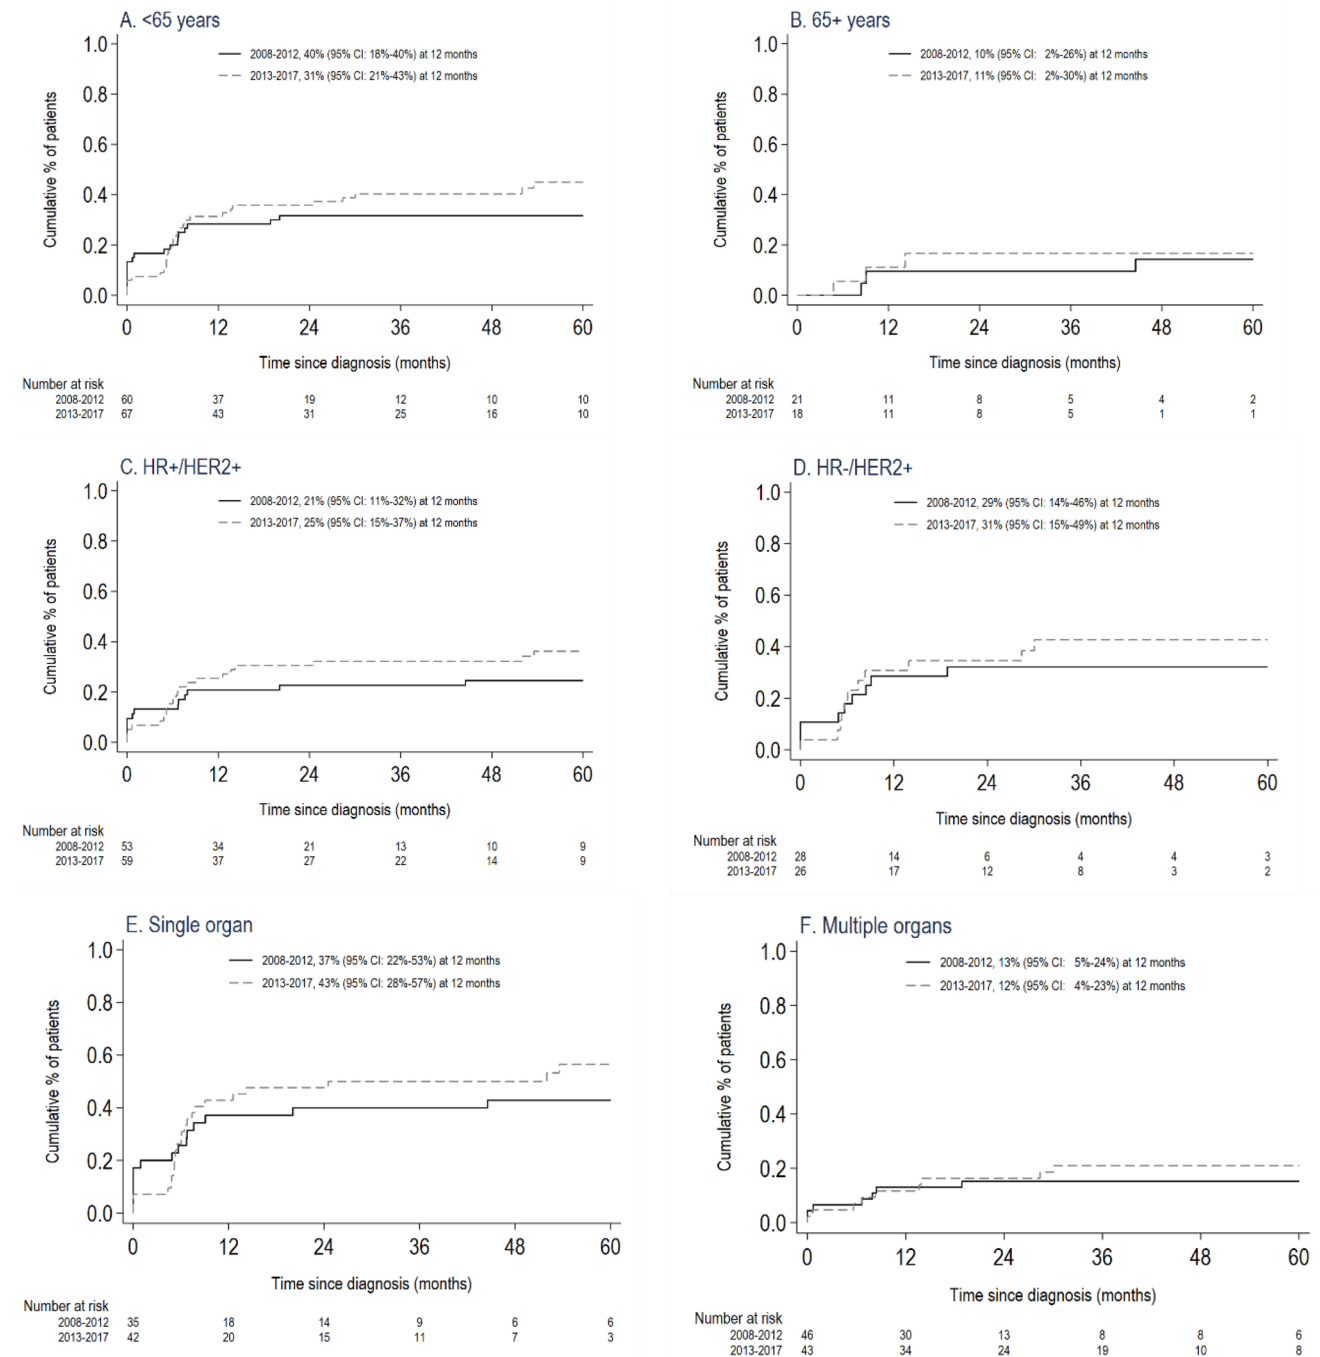 A. <65 years
2008-2012, 40% (95% CI: 18%-40%) at 12 months
2013-2017, 31% (95% CI: 21%-43%) at 12 months
Cumulative % of patients
1.0
0.8
0.6
0.4
0.2
0.0
0 12 24 36 48 60
Time since diagnosis (months)
Number at risk
2008-2012 60 37 19 12 10 10
2013-2017 67 43 31 25 16 10
B. 65+ years
2008-2012, 10% (95% CI: 2%-26%) at 12 months
2013-2017, 11% (95% CI: 2%-30%) at 12 months
Cumulative % of patients
1.0
0.8
0.6
0.4
0.2
0.0
0 12 24 36 48 60
Time since diagnosis (months)
Number at risk
2008-2012 21 11 8 5 4 2
2013-2017 18 11 8 5 1 1
C. HR+/HER2+
2008-2012, 21% (95% CI: 11%-32%) at 12 months
2013-2017, 25% (95% CI: 15%-37%) at 12 months
Cumulative % of patients
1.0
0.8
0.6
0.4
0.2
0.0
0 12 24 36 48 60
Time since diagnosis (months)
Number at risk
2008-2012 53 34 21 13 10 9
2013-2017 59 37 27 22 14 9
D. HR-/HER2+
2008-2012, 29% (95% CI: 14%-46%) at 12 months
2013-2017, 31% (95% CI: 15%-49%) at 12 months
Cumulative % of patients
1.0
0.8
0.6
0.4
0.2
0.0
0 12 24 36 48 60
Time since diagnosis (months)
Number at risk
2008-2012 28 14 6 4 4 3
2013-2017 26 17 12 8 3 2
E. Single organ
2008-2012, 37% (95% CI: 22%-53%) at 12 months
2013-2017, 43% (95% CI: 28%-57%) at 12 months
Cumulative % of patients
1.0
0.8
0.6
0.4
0.2
0.0
0 12 24 36 48 60
Time since diagnosis (months)
Number at risk
2008-2012 35 18 14 9 6 6
2013-2017 42 20 15 11 7 3
F. Multiple organs
2008-2012, 13% (95% CI: 5%-24%) at 12 months
2013-2017, 12% (95% CI: 4%-23%) at 12 months
Cumulative % of patients
1.0
0.8
0.6
0.4
0.2
0.0
0 12 24 36 48 60
Time since diagnosis (months)
Number at risk
2008-2012 46 30 13 8 8 6
2013-2017 43 34 24 19 10 8